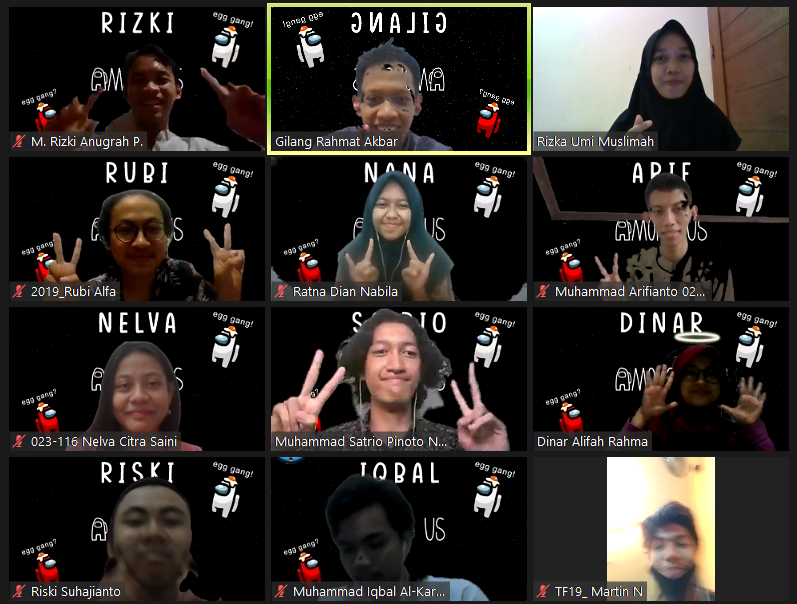 RIZKI
egg gang!
egg gang?
M. Rizki Anugrah P.
GILANG
egg gang!
egg gang?
Gilang Rahmat Akbar
Rizka Umi Muslimah
RUBI
egg gang!
egg gang?
2019_Rubi Alfa
NANA
egg gang!
egg gang?
Ratna Dian Nabila
ARIF
egg gang!
US
egg gang?
Muhammad Arifianto 02...
NELVA
egg gang!
egg gang?
023-116 Nelva Citra Saini
egg gang!
Muhammad Satrio Pinoto N...
DINAR
egg gang!
egg gang?
Dinar Alifah Rahma
RISKI
egg gang!
egg gang?
Riski Suhajianto
IQBAL
egg gang!
US
egg gang?
Muhammad Iqbal Al-Kar...
TF19_ Martin N